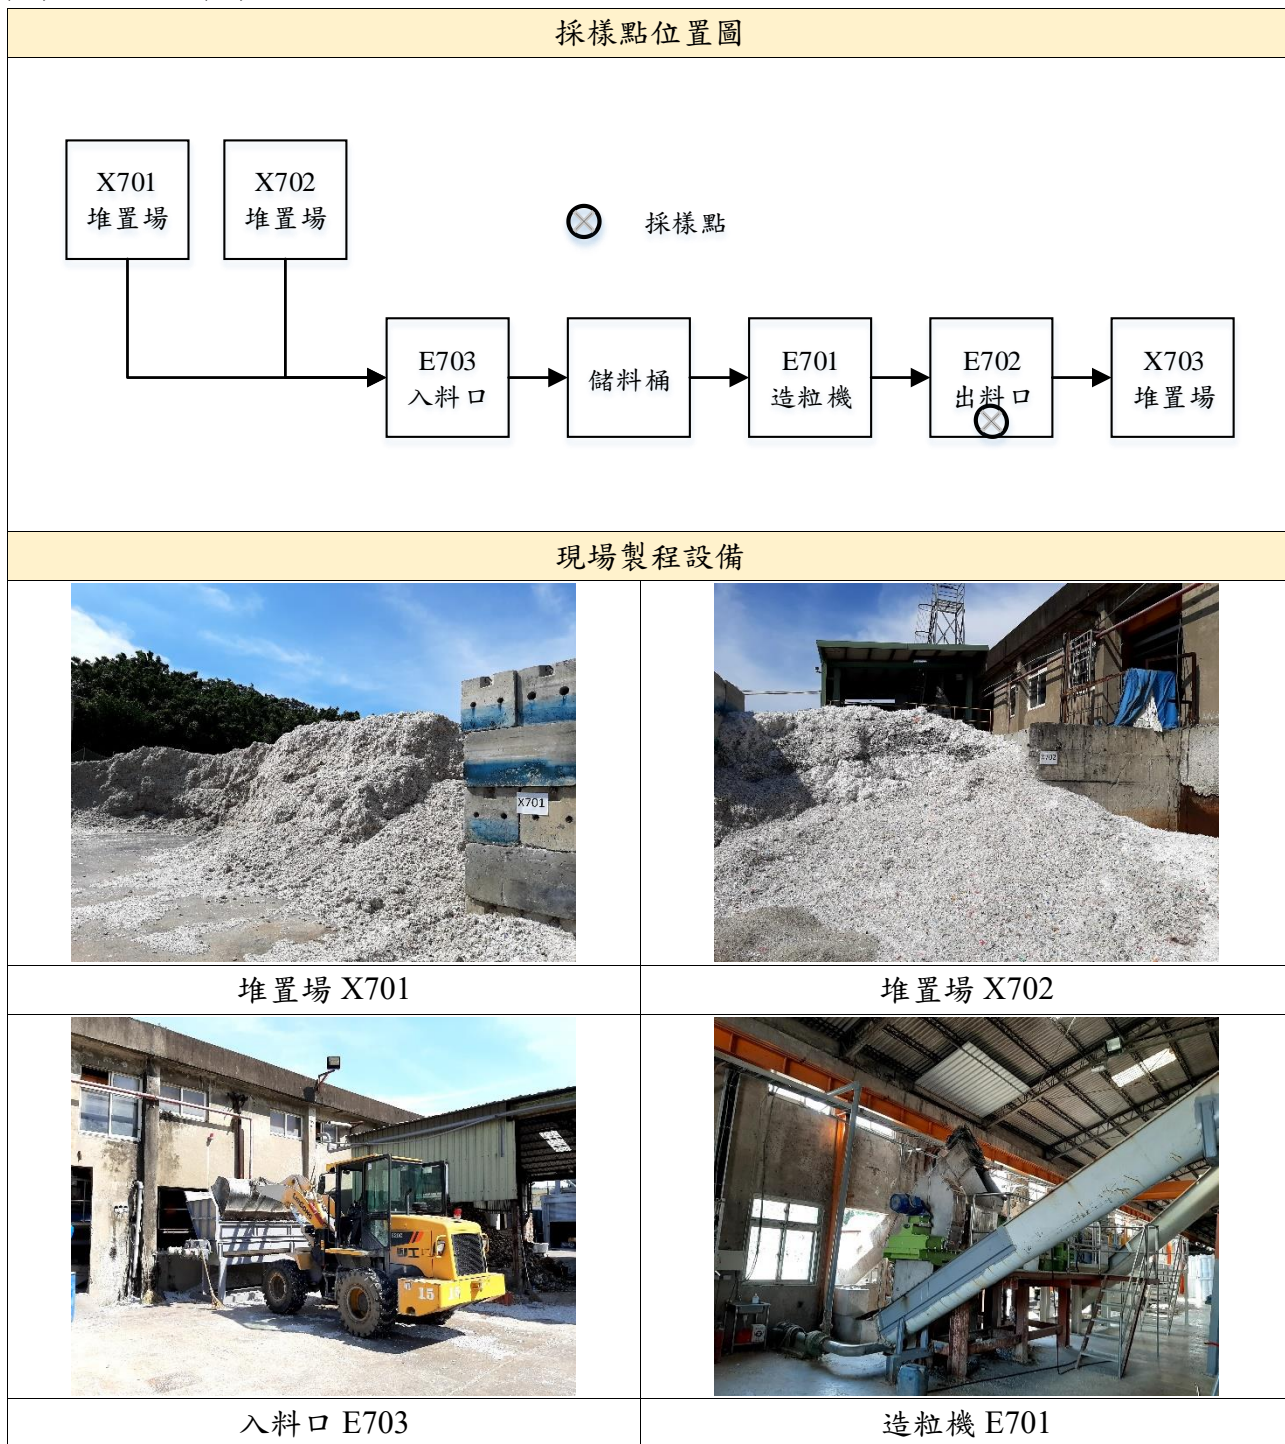 採樣點位置圖
X701
堆置場
X702
堆置場
採樣點
E703
入料口
儲料桶
E701
造粒機
E702
出料口
X703
堆置場
現場製程設備
X701
X702
堆置場 X701
堆置場 X702
15
入料口 E703
造粒機 E701